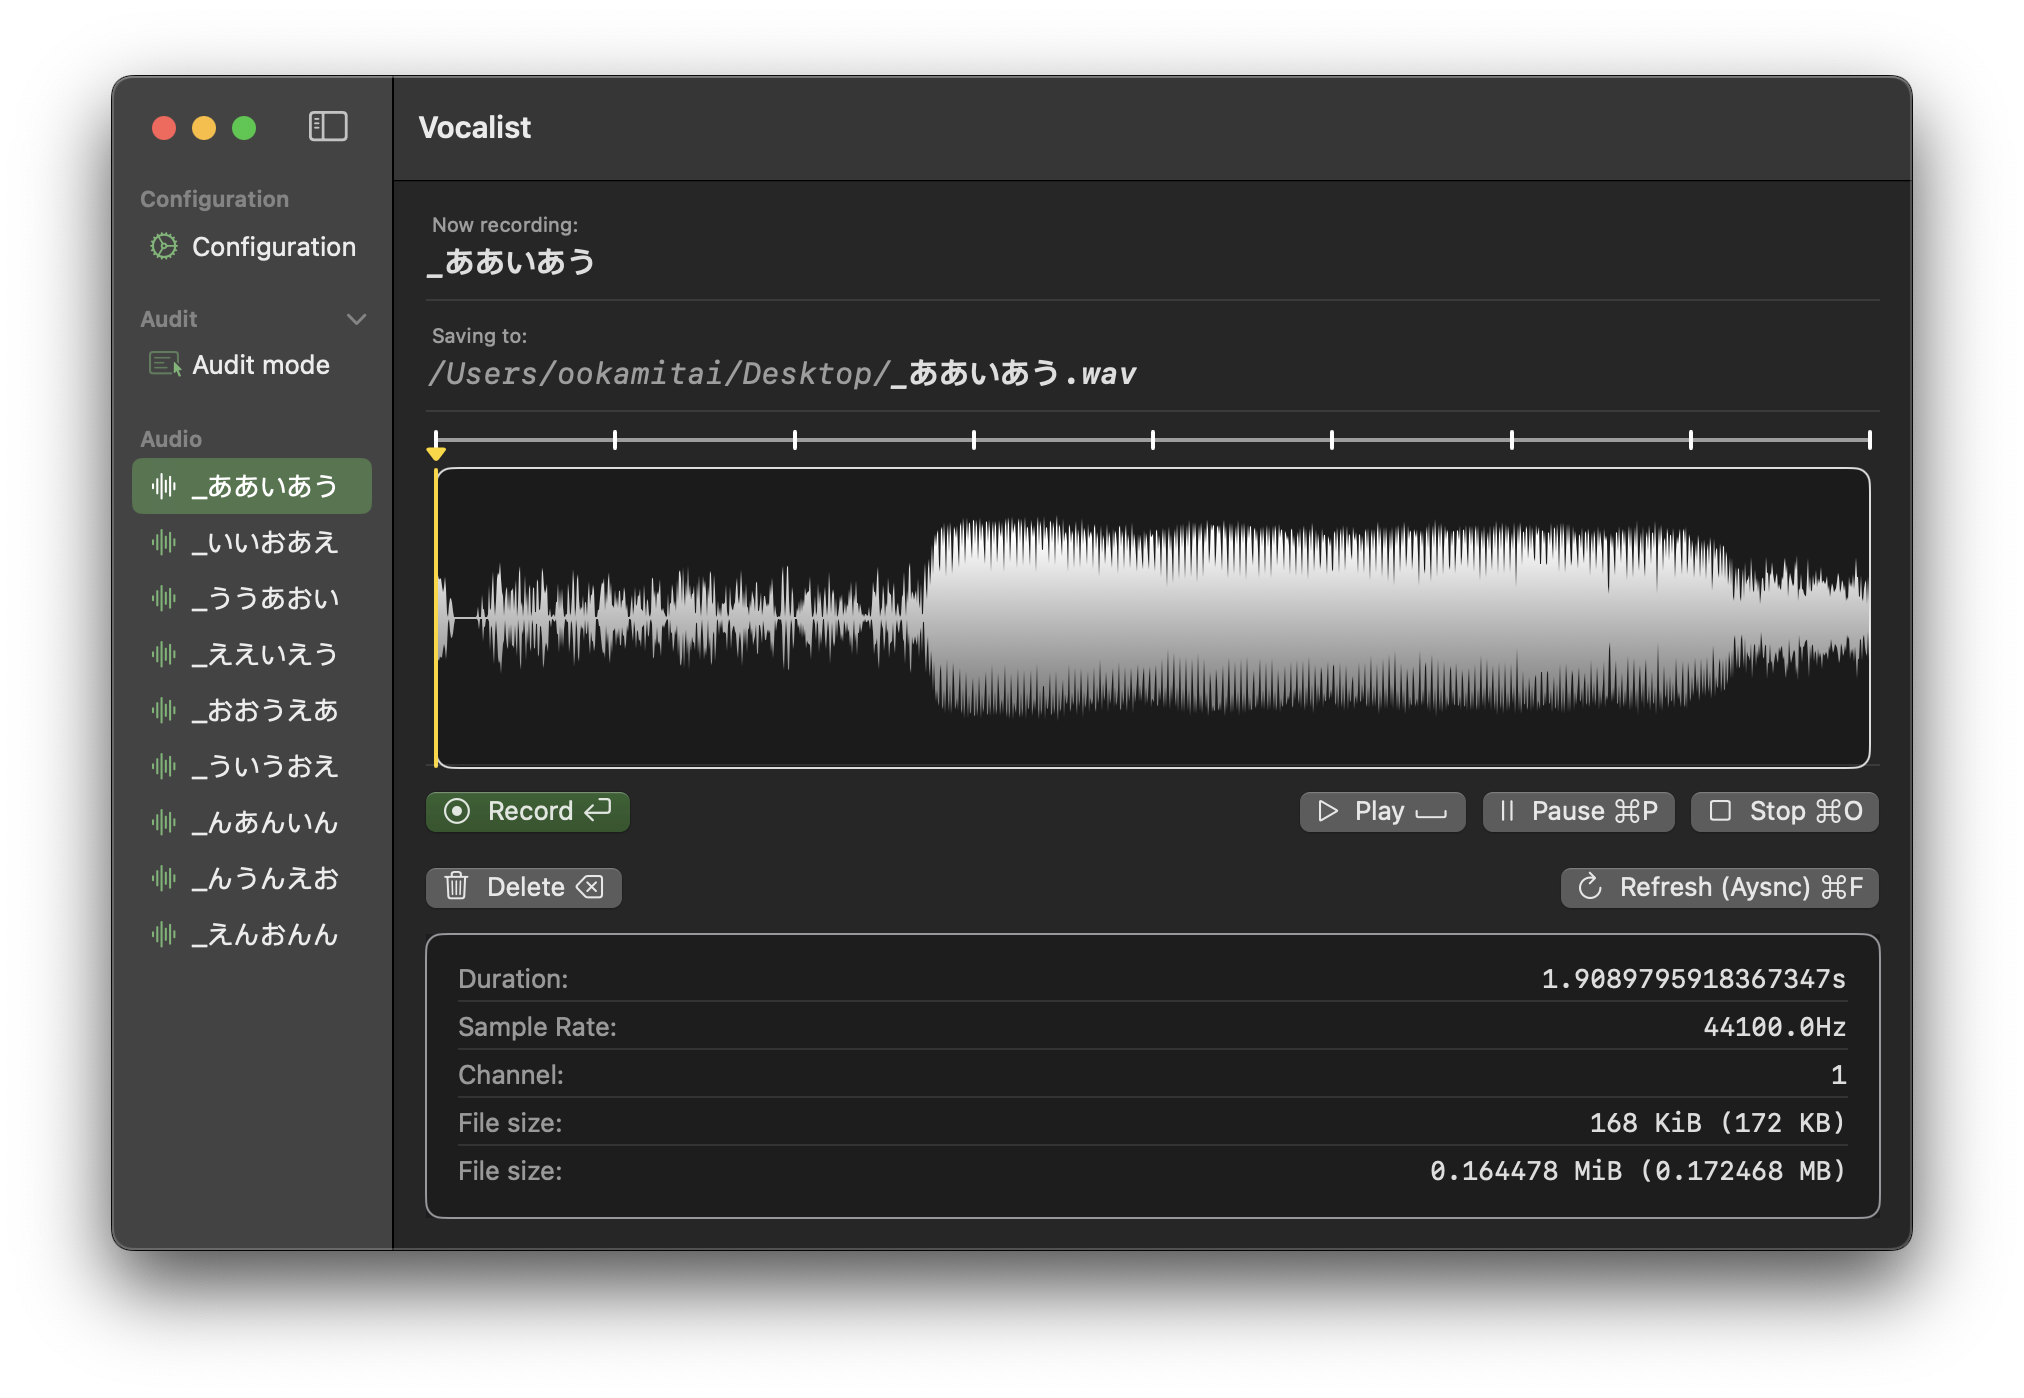 Vocalist
Configuration
Configuration
Audit
Audit mode
Audio
_ああいあう
_いいおあえ
_ううあおい
_ええいえう
_おおうえあ
_ういうおえ
_んあんいん
_んうんえお
_えんおんん
Now recording:
_ああいあう
Saving to:
/Users/ookamitai/Desktop/_ああいあう.wav
Record
Play
Pause ⌘P
Stop ⌘O
Delete
Refresh (Aysnc) ⌘F
Duration: 1.9089795918367347s
Sample Rate: 44100.0Hz
Channel: 1
File size: 168 KiB (172 KB)
File size: 0.164478 MiB (0.172468 MB)